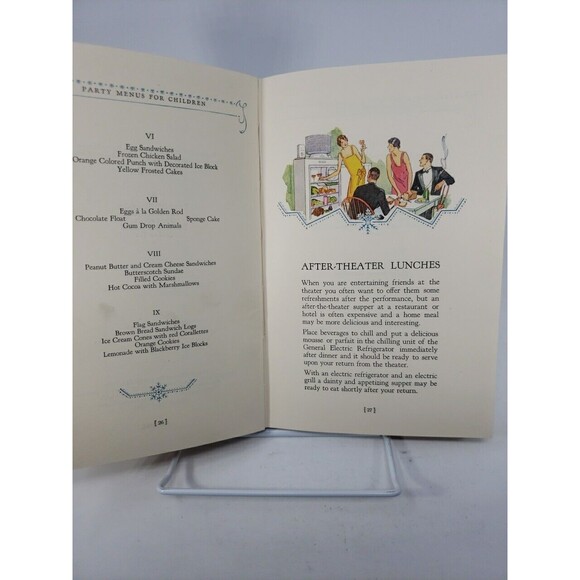 PARTY MENUS FOR CHILDREN
VI
Egg Sandwiches
Frozen Chicken Salad
Orange Colored Punch with Decorated Ice Block
Yellow Frosted Cakes
VII
Eggs à la Golden Rod
Chocolate Float Sponge Cake
Gum Drop Animals
VIII
Peanut Butter and Cream Cheese Sandwiches
Butterscotch Sundae
Filled Cookies
Hot Cocoa with Marshmallows
IX
Flag Sandwiches
Brown Bread Sandwich Logs
Ice Cream Cones with red Corallettes
Orange Cookies
Lemonade with Blackberry Ice Blocks
[ 26 ]
AFTER-THEATER LUNCHES
When you are entertaining friends at the
theater you often want to offer them some
refreshments after the performance, but an
after-the-theater supper at a restaurant or
hotel is often expensive and a home meal
may be more delicious and interesting.
Place beverages to chill and put a delicious
mousse or parfait in the chilling unit of the
General Electric Refrigerator immediately
after dinner and it should be ready to serve
upon your return from the theater.
With an electric refrigerator and an electric
grill a dainty and appetizing supper may be
ready to eat shortly after your return.
[ 27 ]